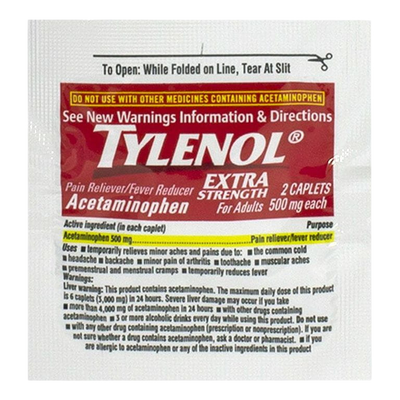 To Open: While Folded on Line, Tear At Slit
DO NOT USE WITH OTHER MEDICINES CONTAINING ACETAMINOPHEN
See New Warnings Information & Directions
TYLENOL®
Pain Reliever/Fever Reducer EXTRA STRENGTH 2 CAPLETS
Acetaminophen For Adults 500 mg each
Active ingredient (in each caplet) Purpose
Acetaminophen 500 mg Pain reliever/fever reducer
Uses ■ temporarily relieves minor aches and pains due to: ■ the common cold
■ headache ■ backache ■ minor pain of arthritis ■ toothache ■ muscular aches
■ premenstrual and menstrual cramps ■ temporarily reduces fever
Warnings:
Liver warning: This product contains acetaminophen. The maximum daily dose of this product
is 6 caplets (3,000 mg) in 24 hours. Severe liver damage may occur if you take
■ more than 4,000 mg of acetaminophen in 24 hours ■ with other drugs containing
acetaminophen ■ 3 or more alcoholic drinks every day while using this product. Do not use
■ with any other drug containing acetaminophen (prescription or nonprescription). If you are
not sure whether a drug contains acetaminophen, ask a doctor or pharmacist. ■ if you
are allergic to acetaminophen or any of the inactive ingredients in this product